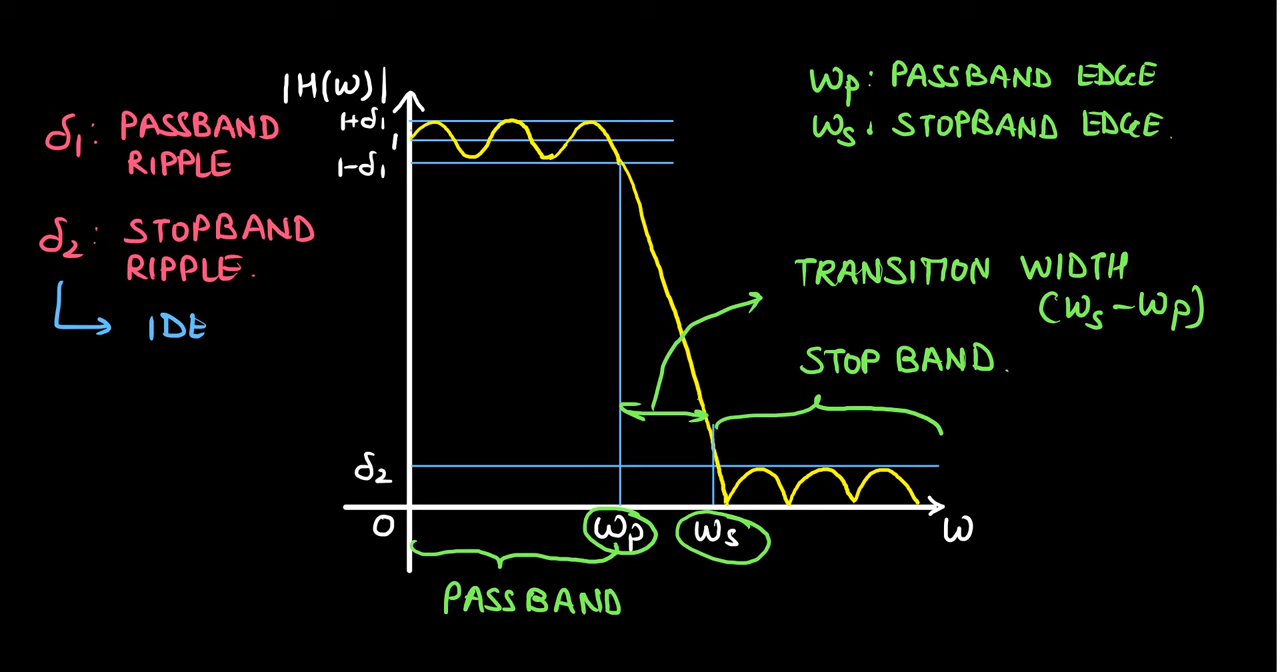 |H(ω)|
1+δ₁
1
1-δ₁
δ₂
0
ωp
ωs
ω
PASSBAND
δ₁: PASSBAND
RIPPLE
δ₂: STOPBAND
RIPPLE.
IDE
ωp: PASSBAND EDGE
ωs: STOPBAND EDGE.
TRANSITION WIDTH
(ωs-ωp)
STOP BAND.